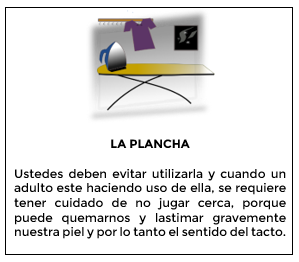 LA PLANCHA
Ustedes deben evitar utilizarla y cuando un
adulto este haciendo uso de ella, se requiere
tener cuidado de no jugar cerca, porque
puede quemarnos y lastimar gravemente
nuestra piel y por lo tanto el sentido del tacto.